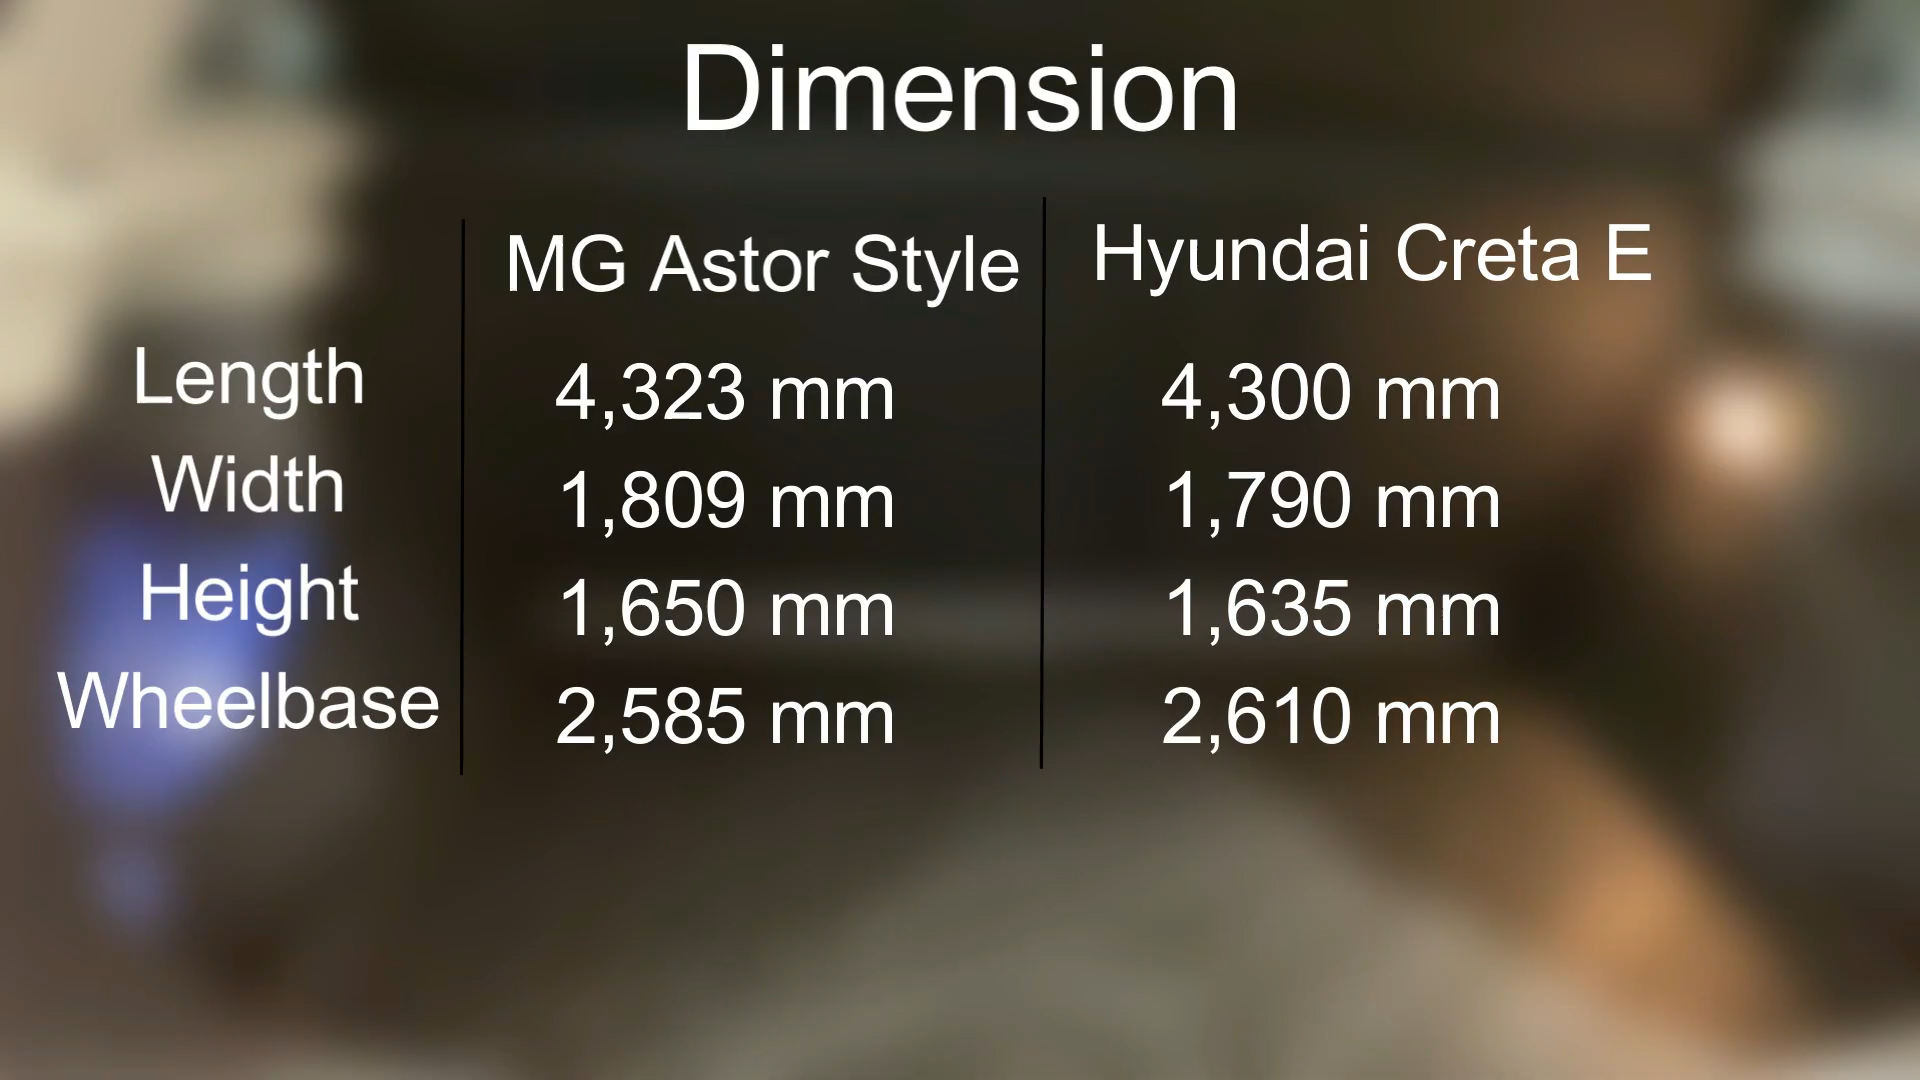 Dimension
MG Astor Style Hyundai Creta E
Length 4,323 mm 4,300 mm
Width 1,809 mm 1,790 mm
Height 1,650 mm 1,635 mm
Wheelbase 2,585 mm 2,610 mm